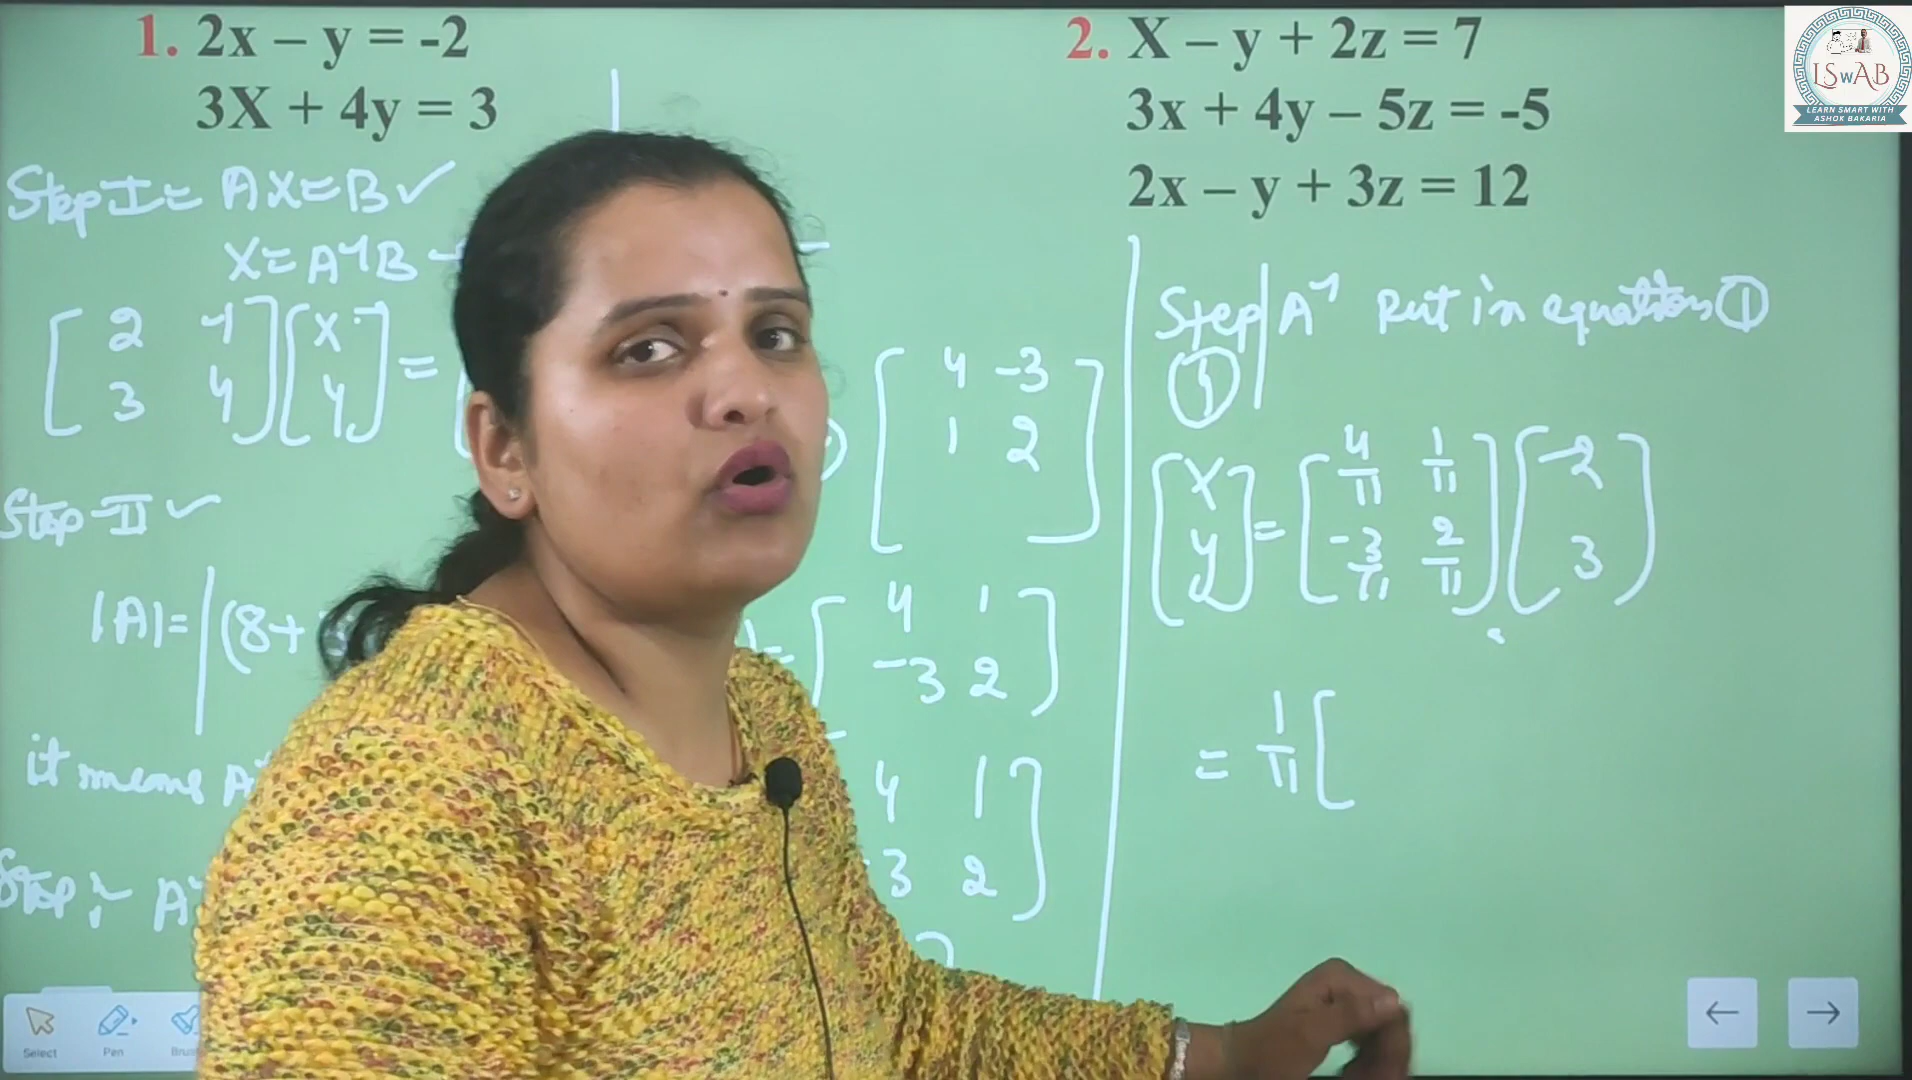 1. 2x – y = -2
3X + 4y = 3
2. X – y + 2z = 7
3x + 4y – 5z = -5
2x – y + 3z = 12
LSwAB
LEARN SMART WITH
ASHOK BAKARIA
Step I = AX = B ✓
X = A⁻¹B
[ 2 -1 ] [ x ] =
[ 3 4 ] [ y ]
Step-II ✓
|A| = | (8+
it means
Step:
[ 4 -3 ]
[ 1 2 ]
= [ 4 1 ]
[ -3 2 ]
4 1 ]
3 2 ]
Step A⁻¹ Put in equation ①
[ x ] = [ 4/11 1/11 ] [ -2 ]
[ y ] [ -3/11 2/11 ] [ 3 ]
= 1/11 [
Select
Pen
← →